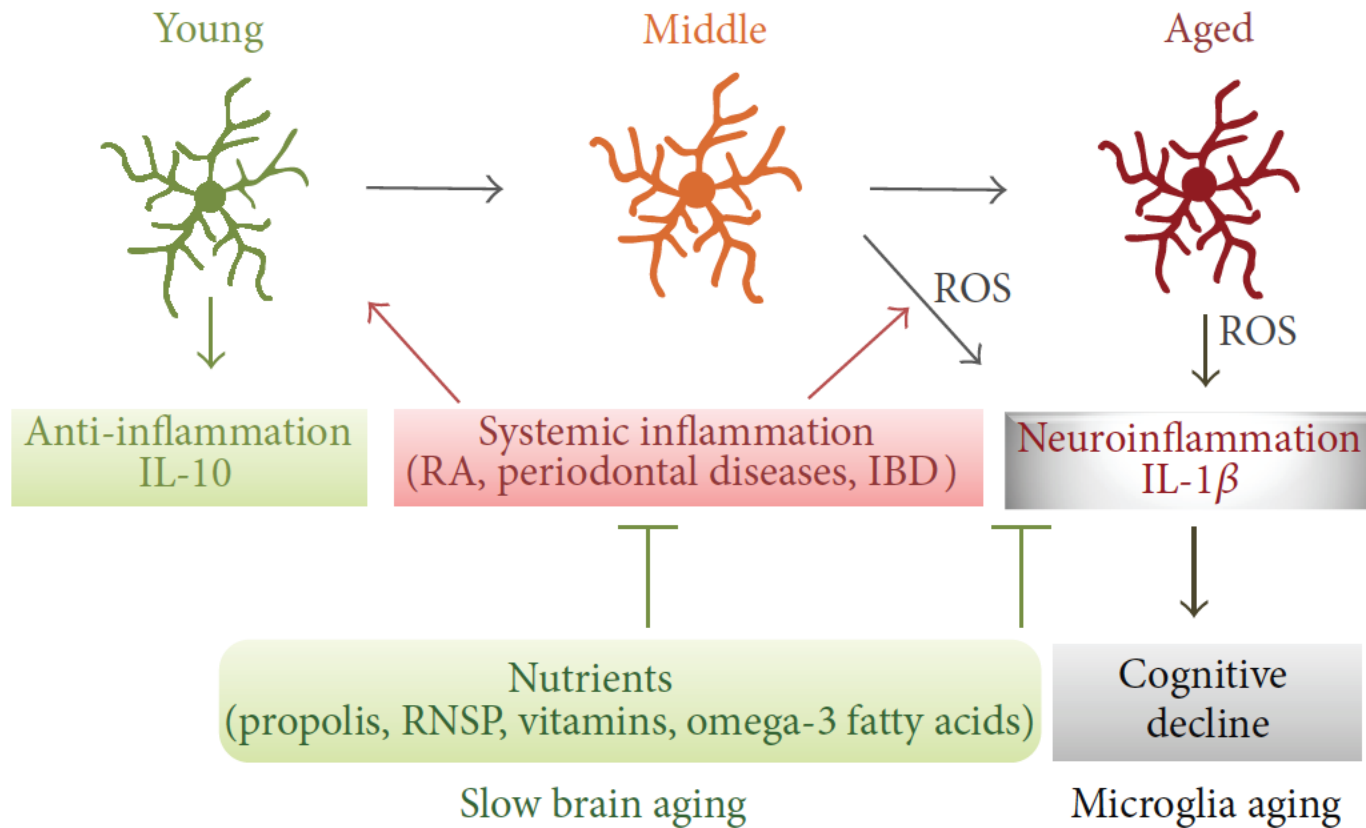 Young
Middle
Aged
ROS
ROS
Anti-inflammation
IL-10
Systemic inflammation
(RA, periodontal diseases, IBD)
Neuroinflammation
IL-1β
Nutrients
(propolis, RNSP, vitamins, omega-3 fatty acids)
Cognitive
decline
Slow brain aging
Microglia aging